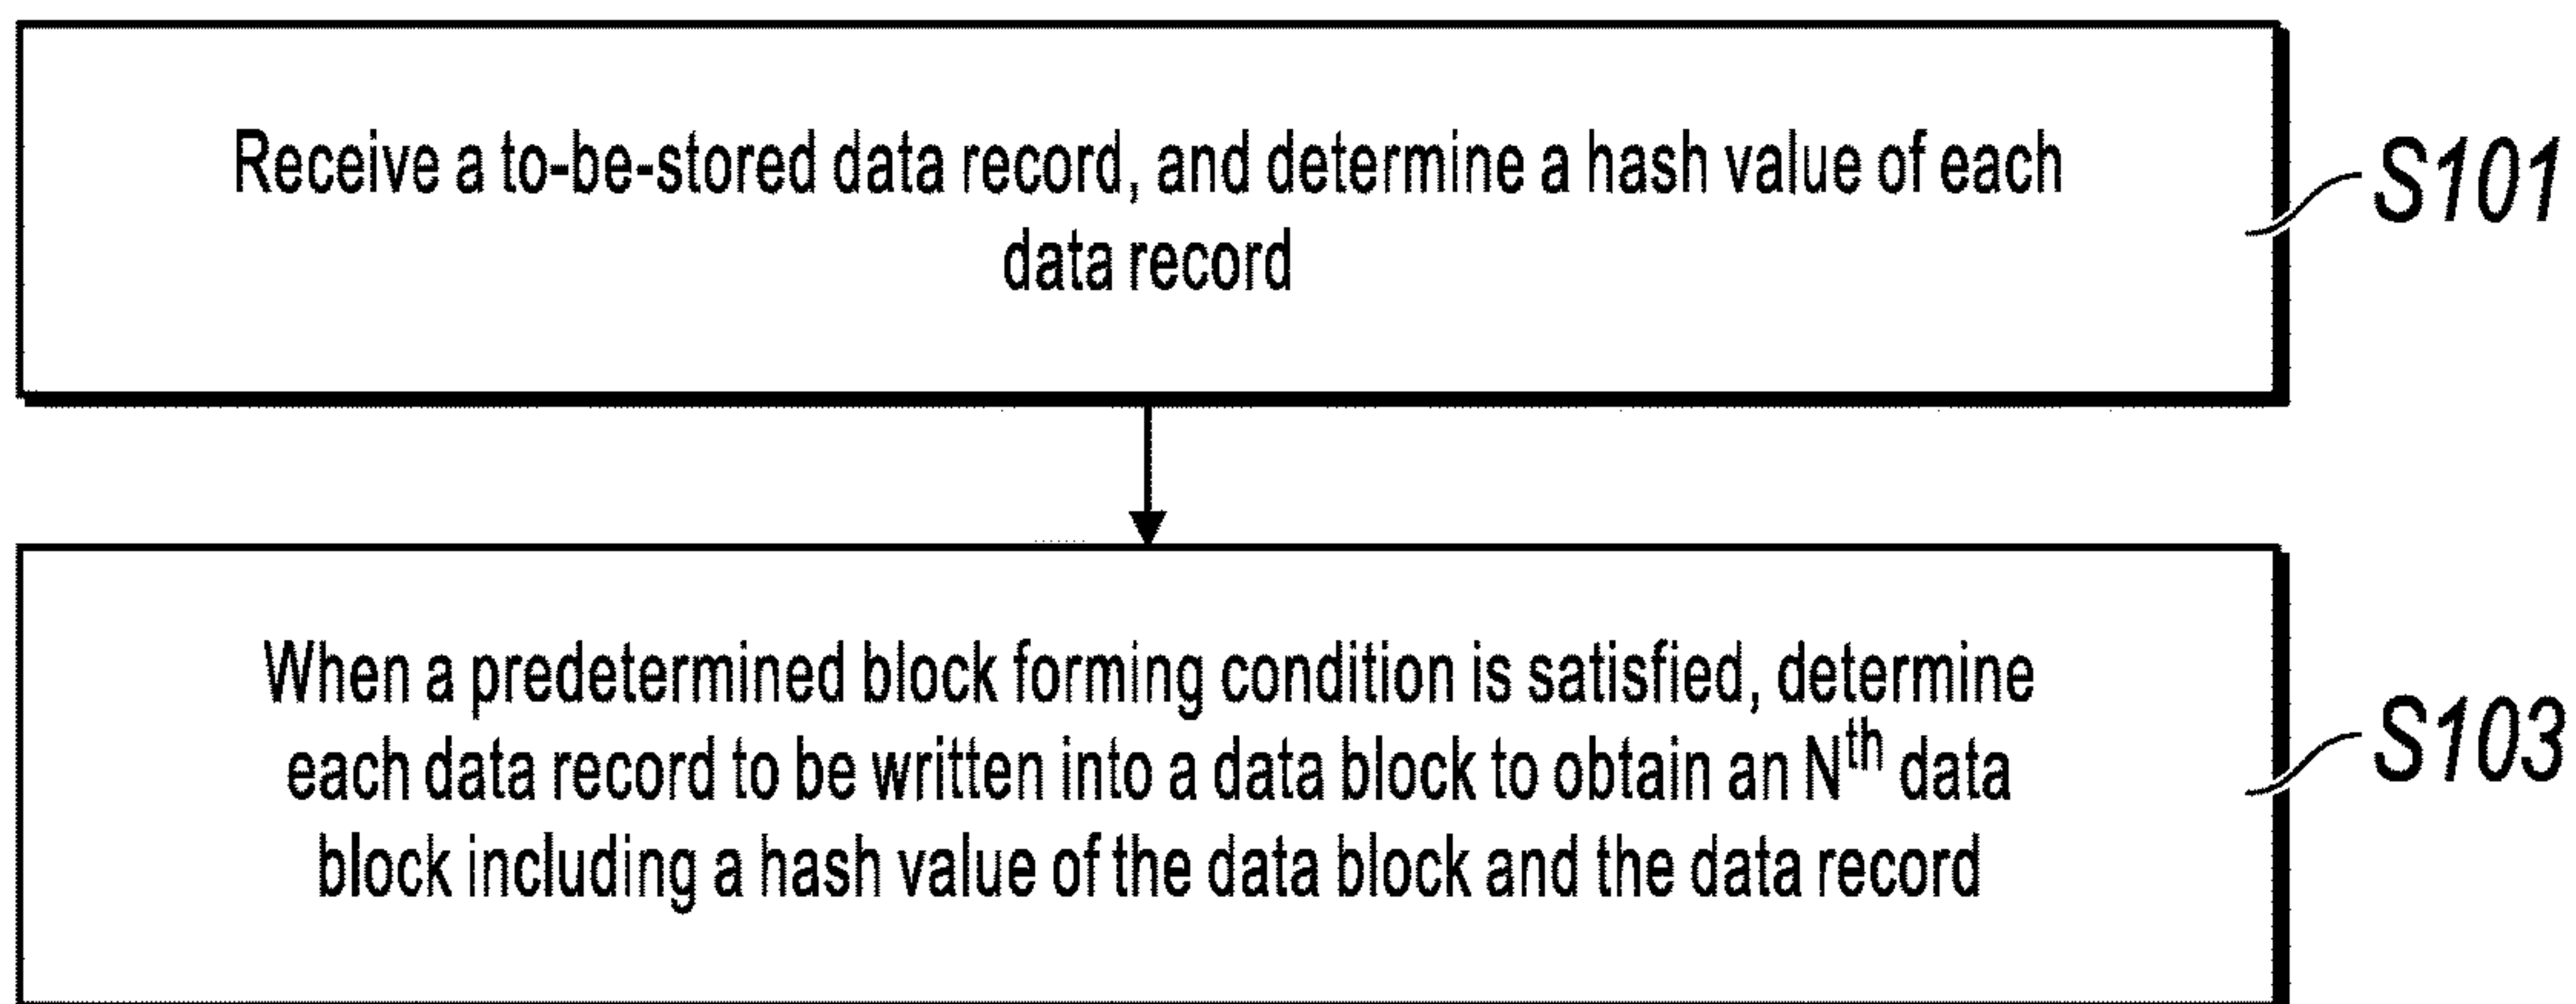 Receive a to-be-stored data record, and determine a hash value of each
data record
S101
When a predetermined block forming condition is satisfied, determine
each data record to be written into a data block to obtain an Nth data
block including a hash value of the data block and the data record
S103